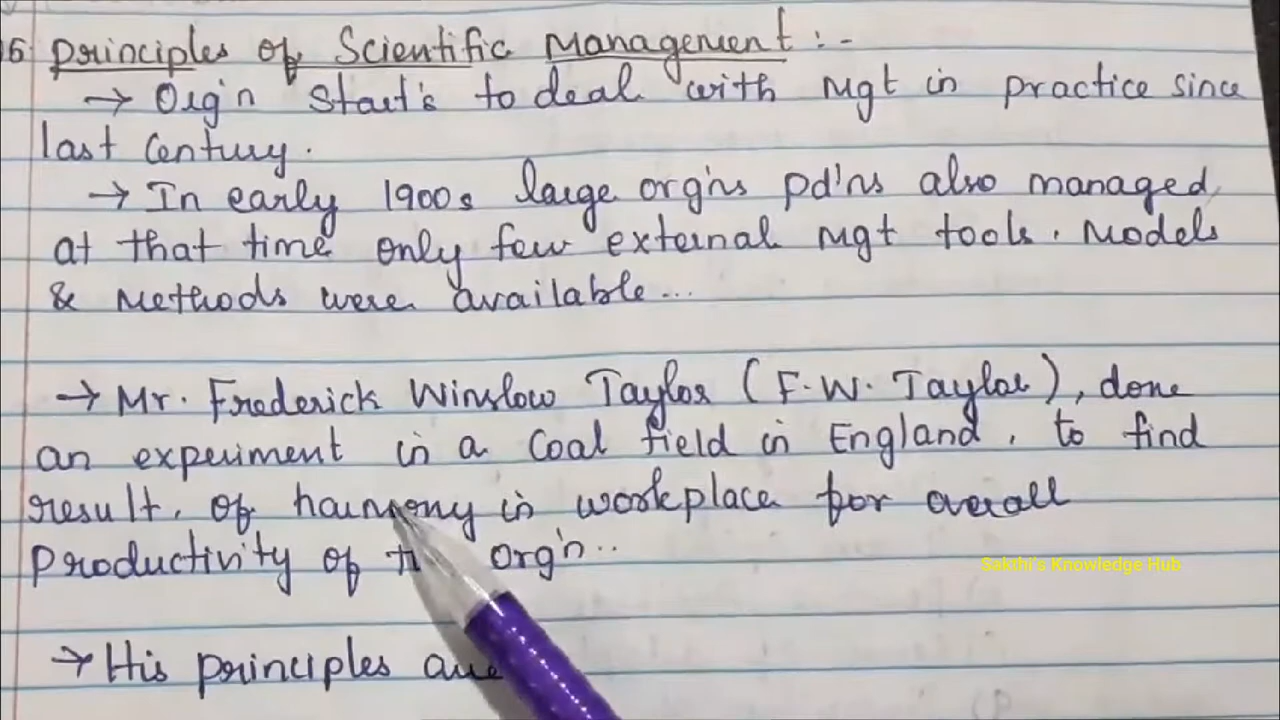 6 Principles of Scientific Management :-
→ Org'n start's to deal with Mgt in practice since
last Century.
→ In early 1900s large org'ns pd'ns also managed,
at that time only few external Mgt tools. Models
& Methods were available...
→ Mr. Frederick Winslow Taylor (F.W. Taylor), done
an experiment in a Coal field in England, to find
result, of harmony in workplace for overall
Productivity of org'n..
Sakthi's Knowledge Hub
→ His principles are